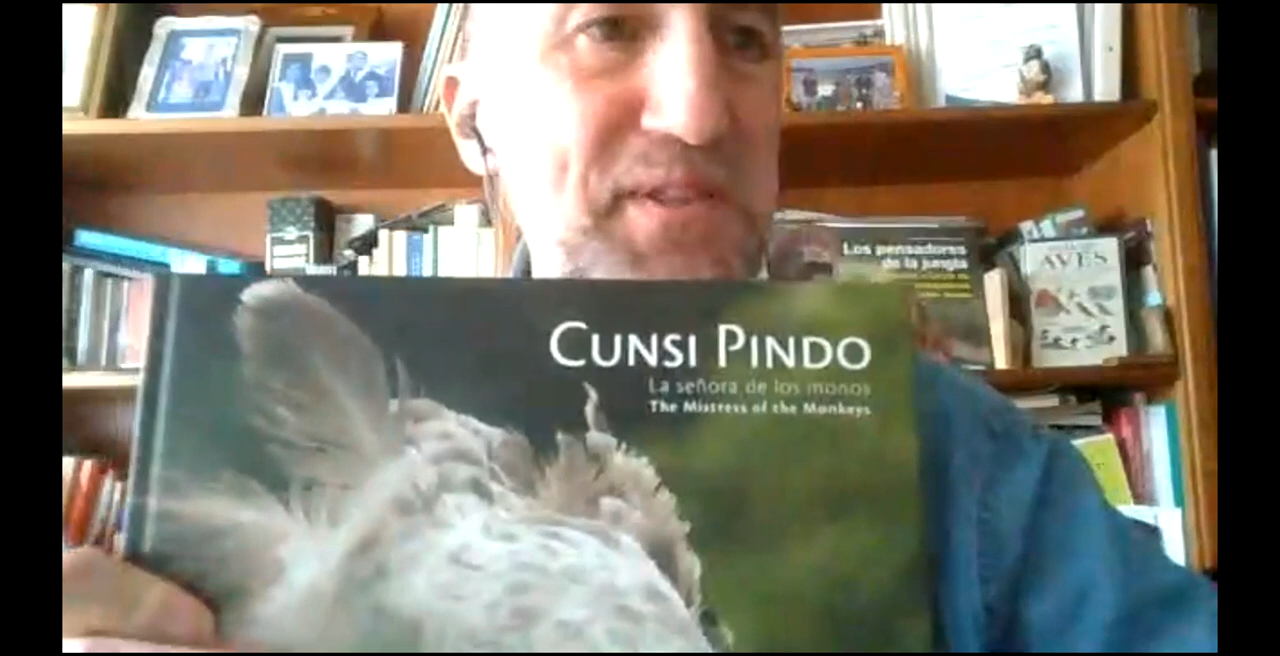 Los pensadores
de la jungla
AVES
CUNSI PINDO
La señora de los monos
The Mistress of the Monkeys